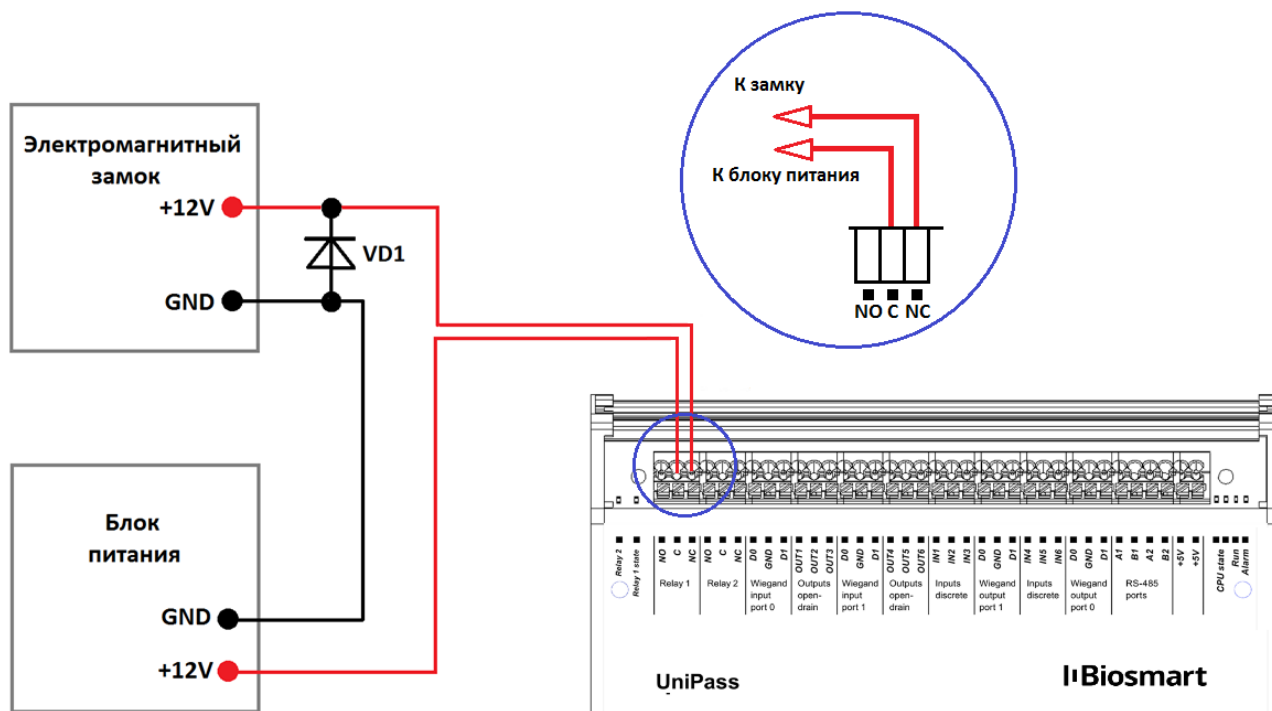 К замку
К блоку питания
NO C NC
Электромагнитный
замок
+12V
VD1
GND
Блок
питания
GND
+12V
Relay 2
Relay 1 state
NO C NC
NO C NC
D0 GND D1
OUT1 OUT2 OUT3
D0 GND D1
OUT4 OUT5 OUT6
IN1 IN2 IN3
D0 GND D1
IN4 IN5 IN6
D0 GND D1
A1 B1 A2 B2
+5V +5V
CPU state
Run
Alarm
Relay 1
Relay 2
Wiegand
input
port 0
Outputs
open-
drain
Wiegand
input
port 1
Outputs
open-
drain
Inputs
discrete
Wiegand
output
port 1
Inputs
discrete
Wiegand
output
port 0
RS-485
ports
UniPass
Biosmart